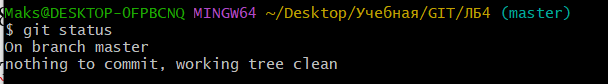 Maks@DESKTOP-0FPBCNQ MINGW64 ~/Desktop/Учебная/GIT/ЛБ4 (master)
$ git status
On branch master
nothing to commit, working tree clean